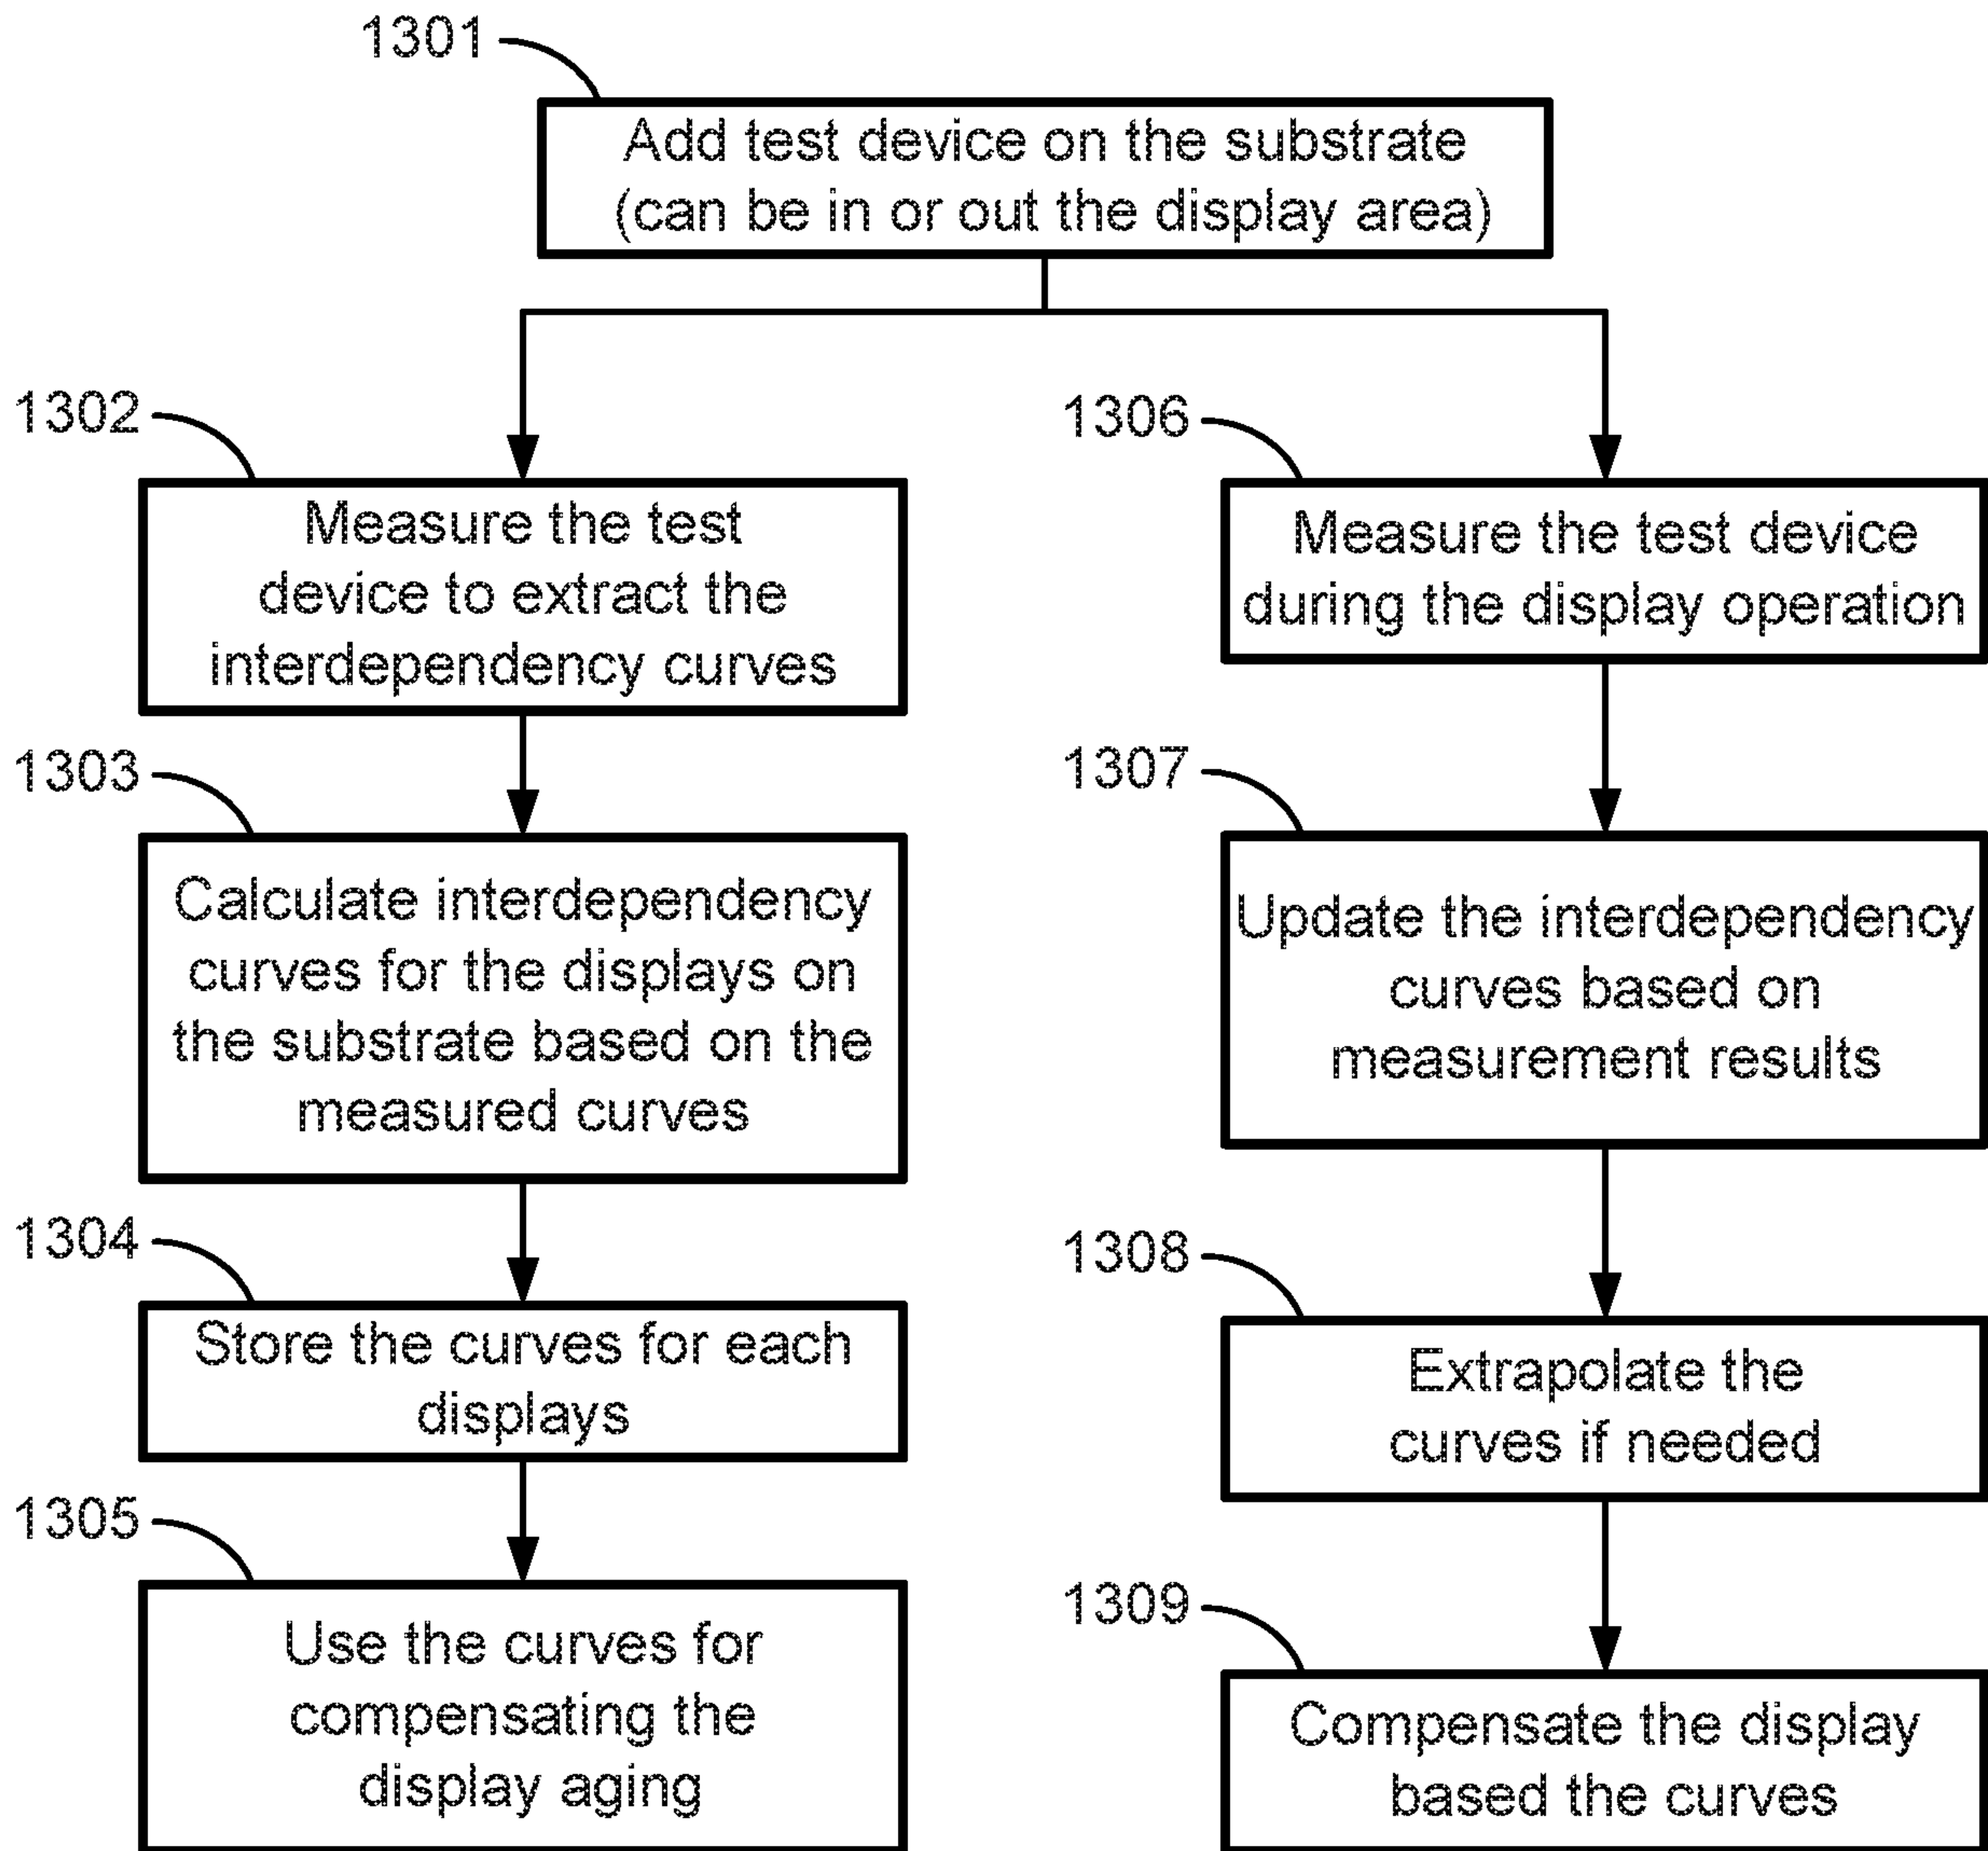 1301
Add test device on the substrate
(can be in or out the display area)
1302
Measure the test
device to extract the
interdependency curves
1303
Calculate interdependency
curves for the displays on
the substrate based on the
measured curves
1304
Store the curves for each
displays
1305
Use the curves for
compensating the
display aging
1306
Measure the test device
during the display operation
1307
Update the interdependency
curves based on
measurement results
1308
Extrapolate the
curves if needed
1309
Compensate the display
based the curves